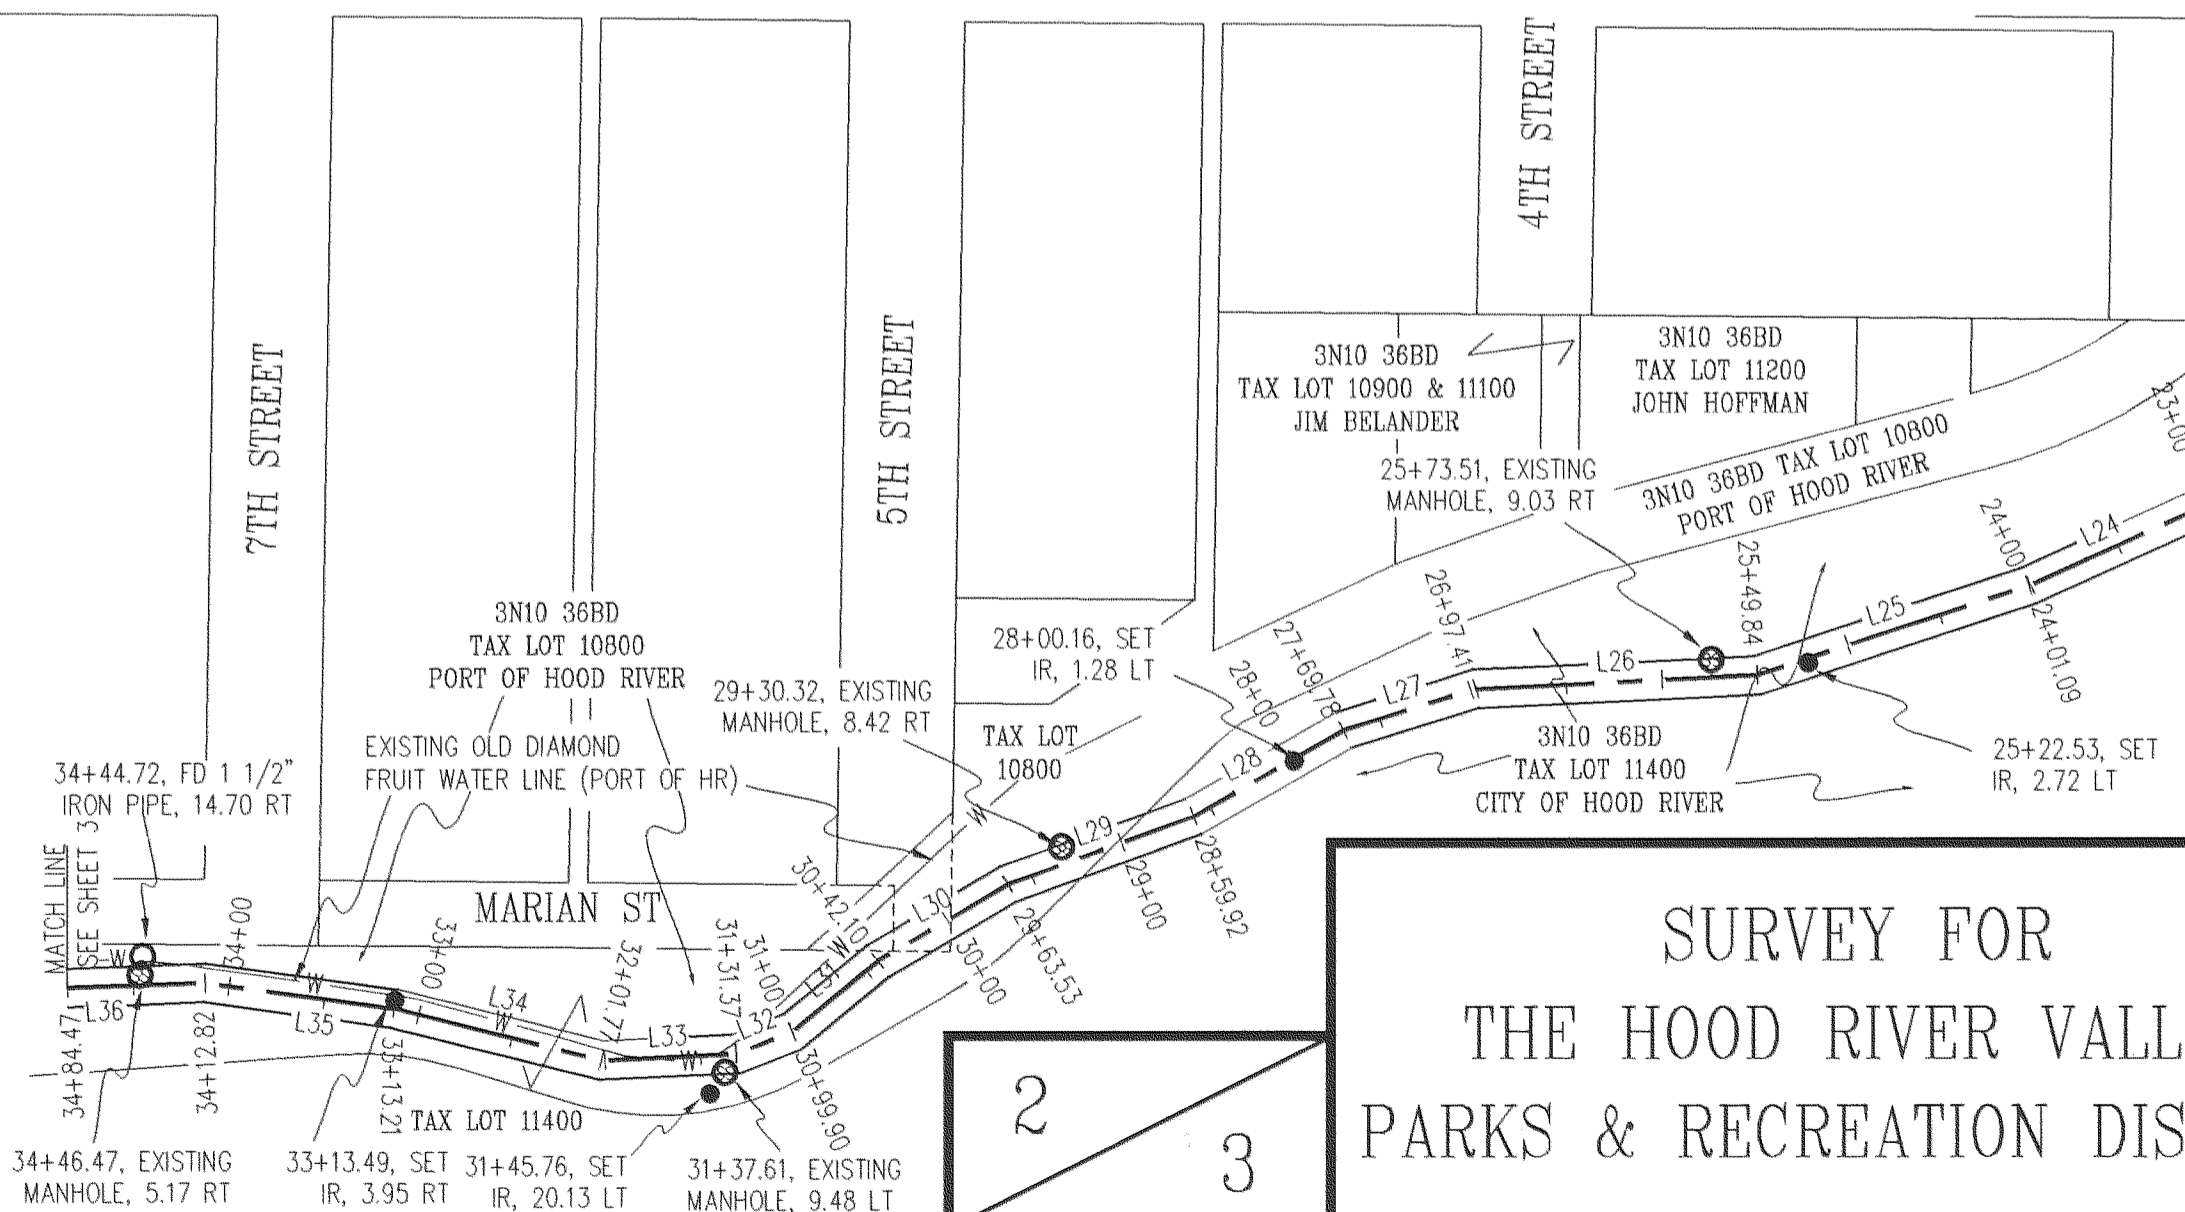 4TH STREET
7TH STREET
5TH STREET
3N10 36BD
TAX LOT 10900 & 11100
JIM BELANDER
3N10 36BD
TAX LOT 11200
JOHN HOFFMAN
3N10 36BD TAX LOT 10800
PORT OF HOOD RIVER
23+00
25+73.51, EXISTING
MANHOLE, 9.03 RT
L24
24+00
24+01.09
L25
25+49.84
L26
26+97.41
L27
27+69.78
28+00
3N10 36BD
TAX LOT 10800
PORT OF HOOD RIVER
28+00.16, SET
IR, 1.28 LT
29+30.32, EXISTING
MANHOLE, 8.42 RT
TAX LOT
10800
3N10 36BD
TAX LOT 11400
CITY OF HOOD RIVER
25+22.53, SET
IR, 2.72 LT
EXISTING OLD DIAMOND
FRUIT WATER LINE (PORT OF HR)
34+44.72, FD 1 1/2"
IRON PIPE, 14.70 RT
MATCH LINE
SEE SHEET 3
L28
28+59.92
L29
29+00
29+63.53
W
L30
30+00
30+42.10
W
L31
MARIAN ST
34+00
33+00
32+01.77
31+31.37
31+00
L32
30+99.90
L33
W
L34
W
L35
W
L36
W
34+84.47
34+12.82
33+13.21
TAX LOT 11400
34+46.47, EXISTING
MANHOLE, 5.17 RT
33+13.49, SET
IR, 3.95 RT
31+45.76, SET
IR, 20.13 LT
31+37.61, EXISTING
MANHOLE, 9.48 LT
2
3
SURVEY FOR
THE HOOD RIVER VALL
PARKS & RECREATION DIS